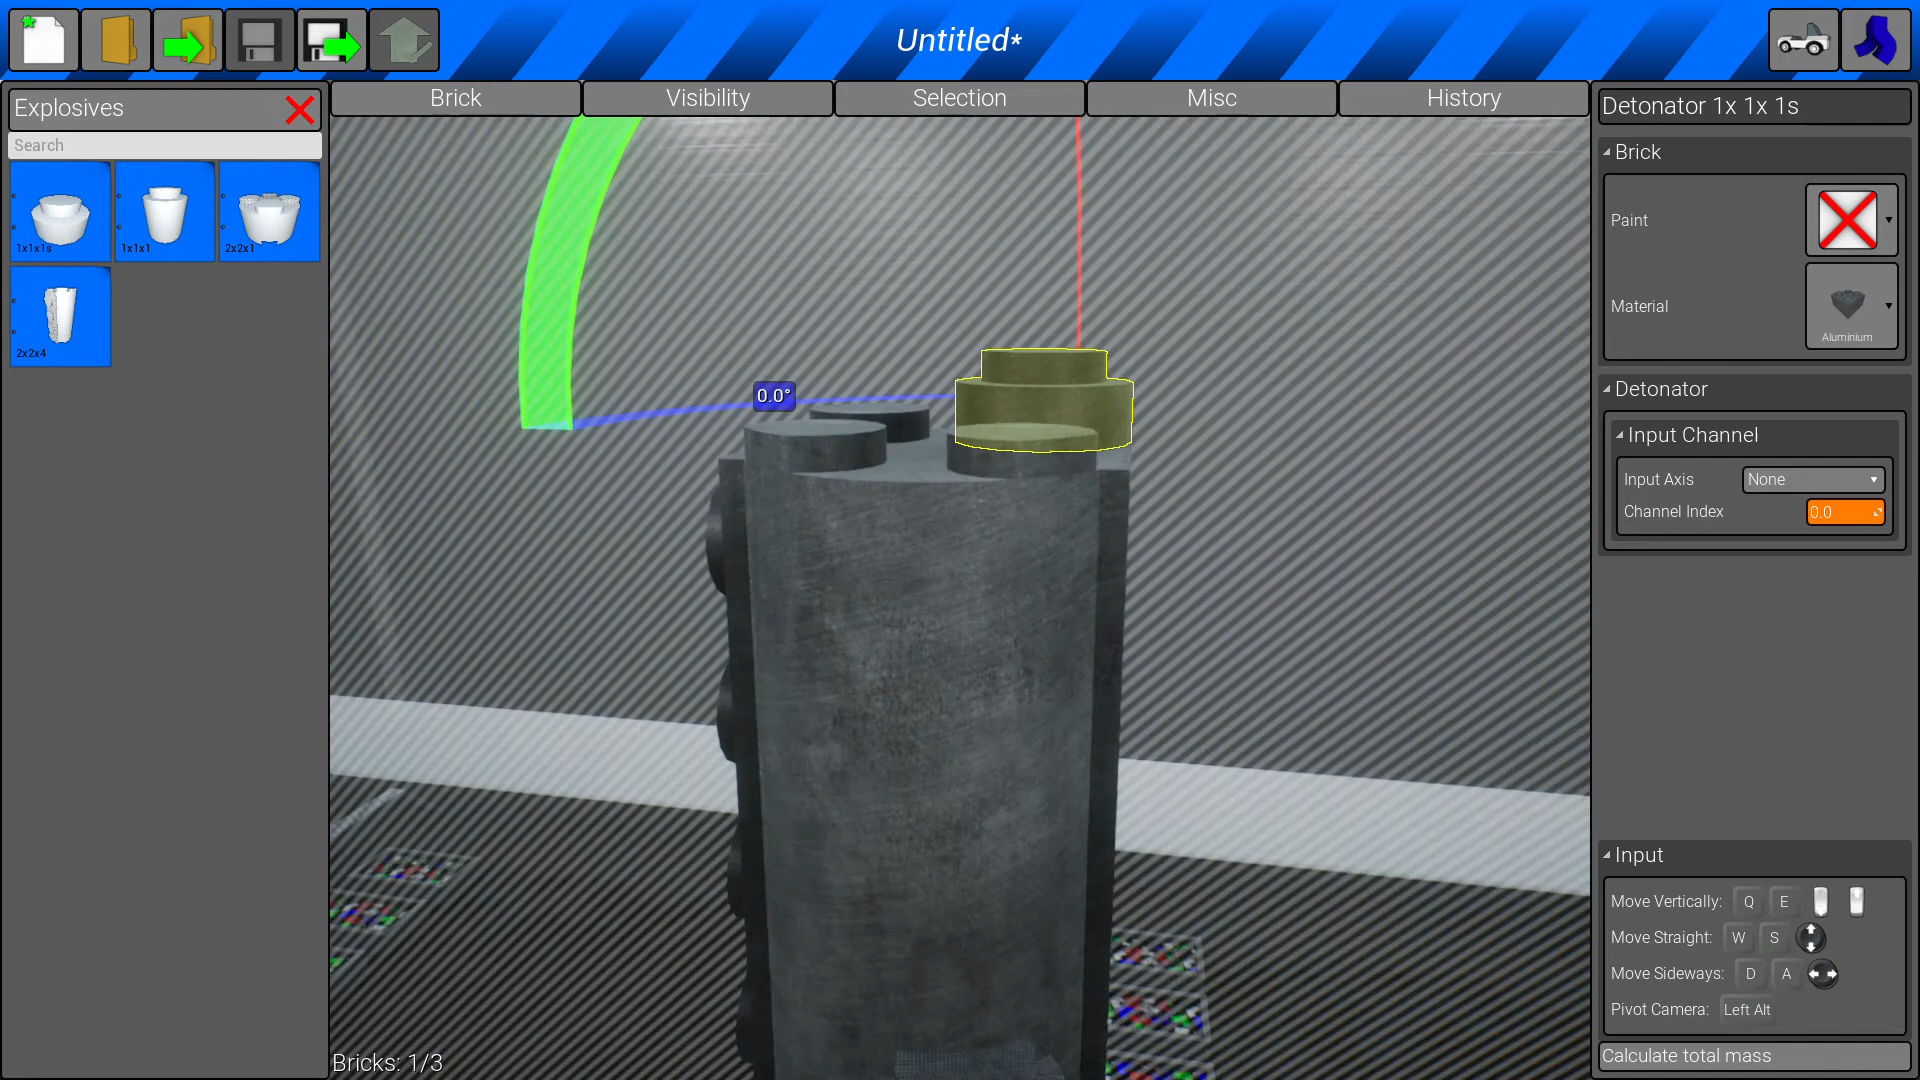 Untitled*
Explosives
Search
1x1x1s
1x1x1
2x2x1
2x2x4
Brick
Visibility
Selection
Misc
History
0.0°
Bricks: 1/3
Detonator 1x 1x 1s
Brick
Paint
Material
Aluminium
Detonator
Input Channel
Input Axis
None
Channel Index
0.0
Input
Move Vertically: Q E
Move Straight: W S
Move Sideways: D A
Pivot Camera: Left Alt
Calculate total mass